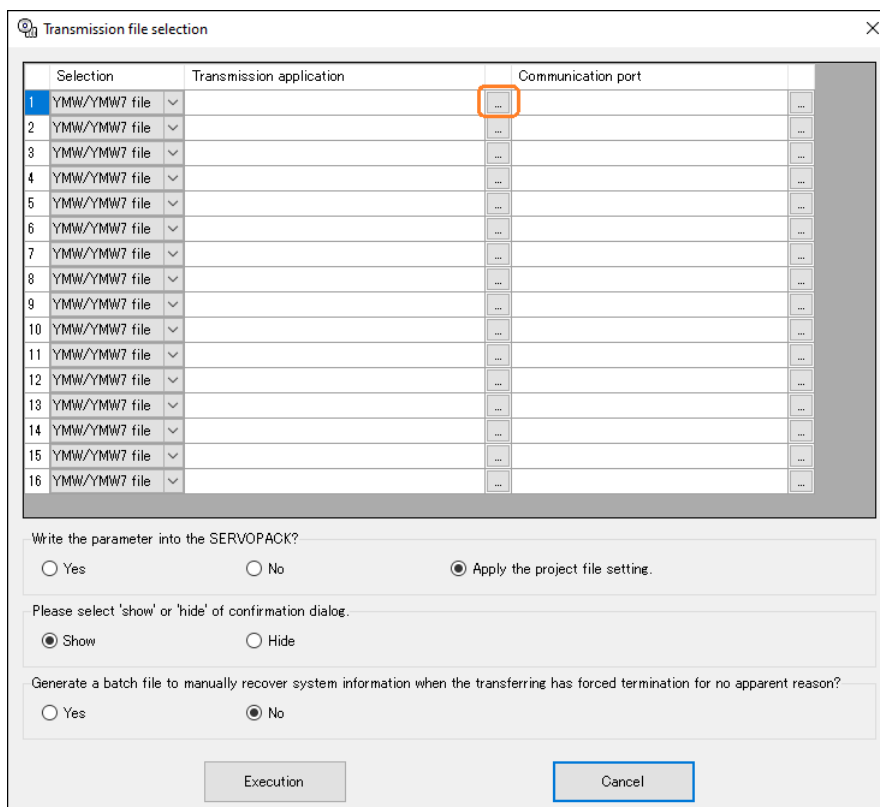 Transmission file selection
Selection Transmission application Communication port
1 YMW/YMW7 file ... ...
2 YMW/YMW7 file ... ...
3 YMW/YMW7 file ... ...
4 YMW/YMW7 file ... ...
5 YMW/YMW7 file ... ...
6 YMW/YMW7 file ... ...
7 YMW/YMW7 file ... ...
8 YMW/YMW7 file ... ...
9 YMW/YMW7 file ... ...
10 YMW/YMW7 file ... ...
11 YMW/YMW7 file ... ...
12 YMW/YMW7 file ... ...
13 YMW/YMW7 file ... ...
14 YMW/YMW7 file ... ...
15 YMW/YMW7 file ... ...
16 YMW/YMW7 file ... ...
Write the parameter into the SERVOPACK?
Yes No Apply the project file setting.
Please select 'show' or 'hide' of confirmation dialog.
Show Hide
Generate a batch file to manually recover system information when the transferring has forced termination for no apparent reason?
Yes No
Execution Cancel